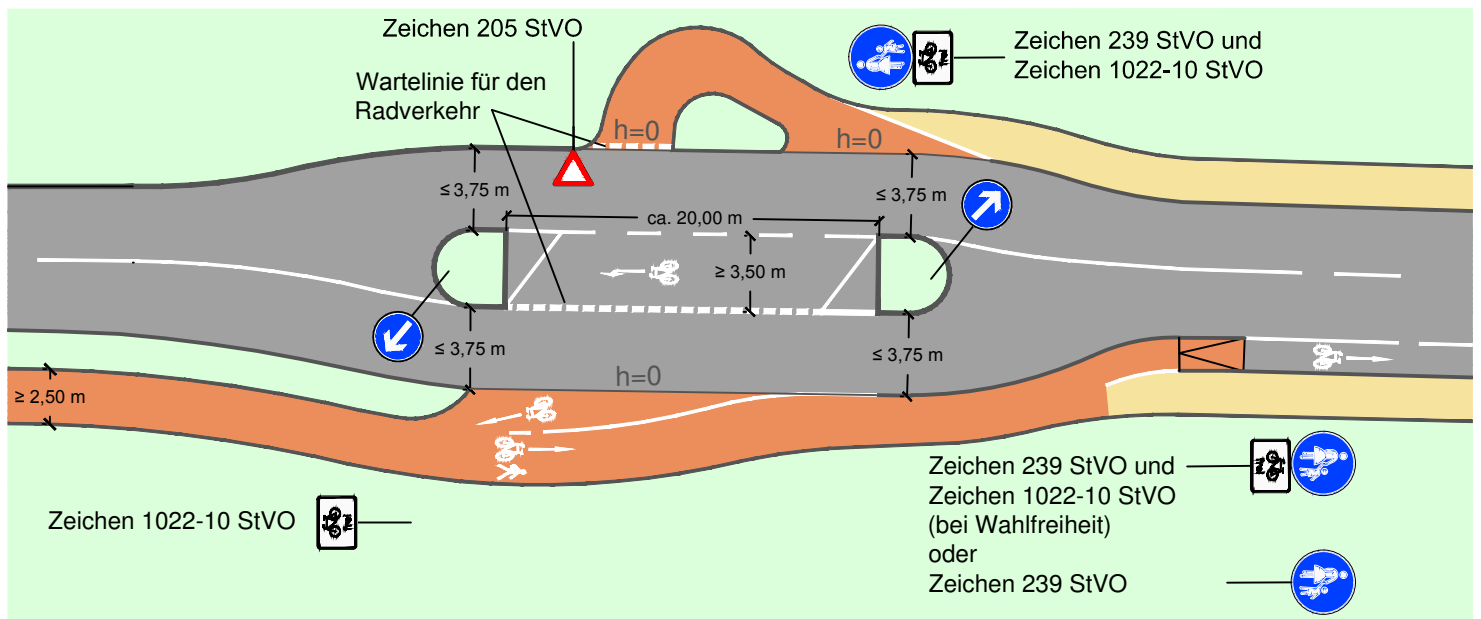 Zeichen 205 StVO
Wartelinie für den
Radverkehr
Zeichen 239 StVO und
Zeichen 1022-10 StVO
h=0
h=0
≤ 3,75 m
≤ 3,75 m
ca. 20,00 m
≥ 3,50 m
≤ 3,75 m
≤ 3,75 m
h=0
≥ 2,50 m
Zeichen 239 StVO und
Zeichen 1022-10 StVO
(bei Wahlfreiheit)
oder
Zeichen 239 StVO
Zeichen 1022-10 StVO